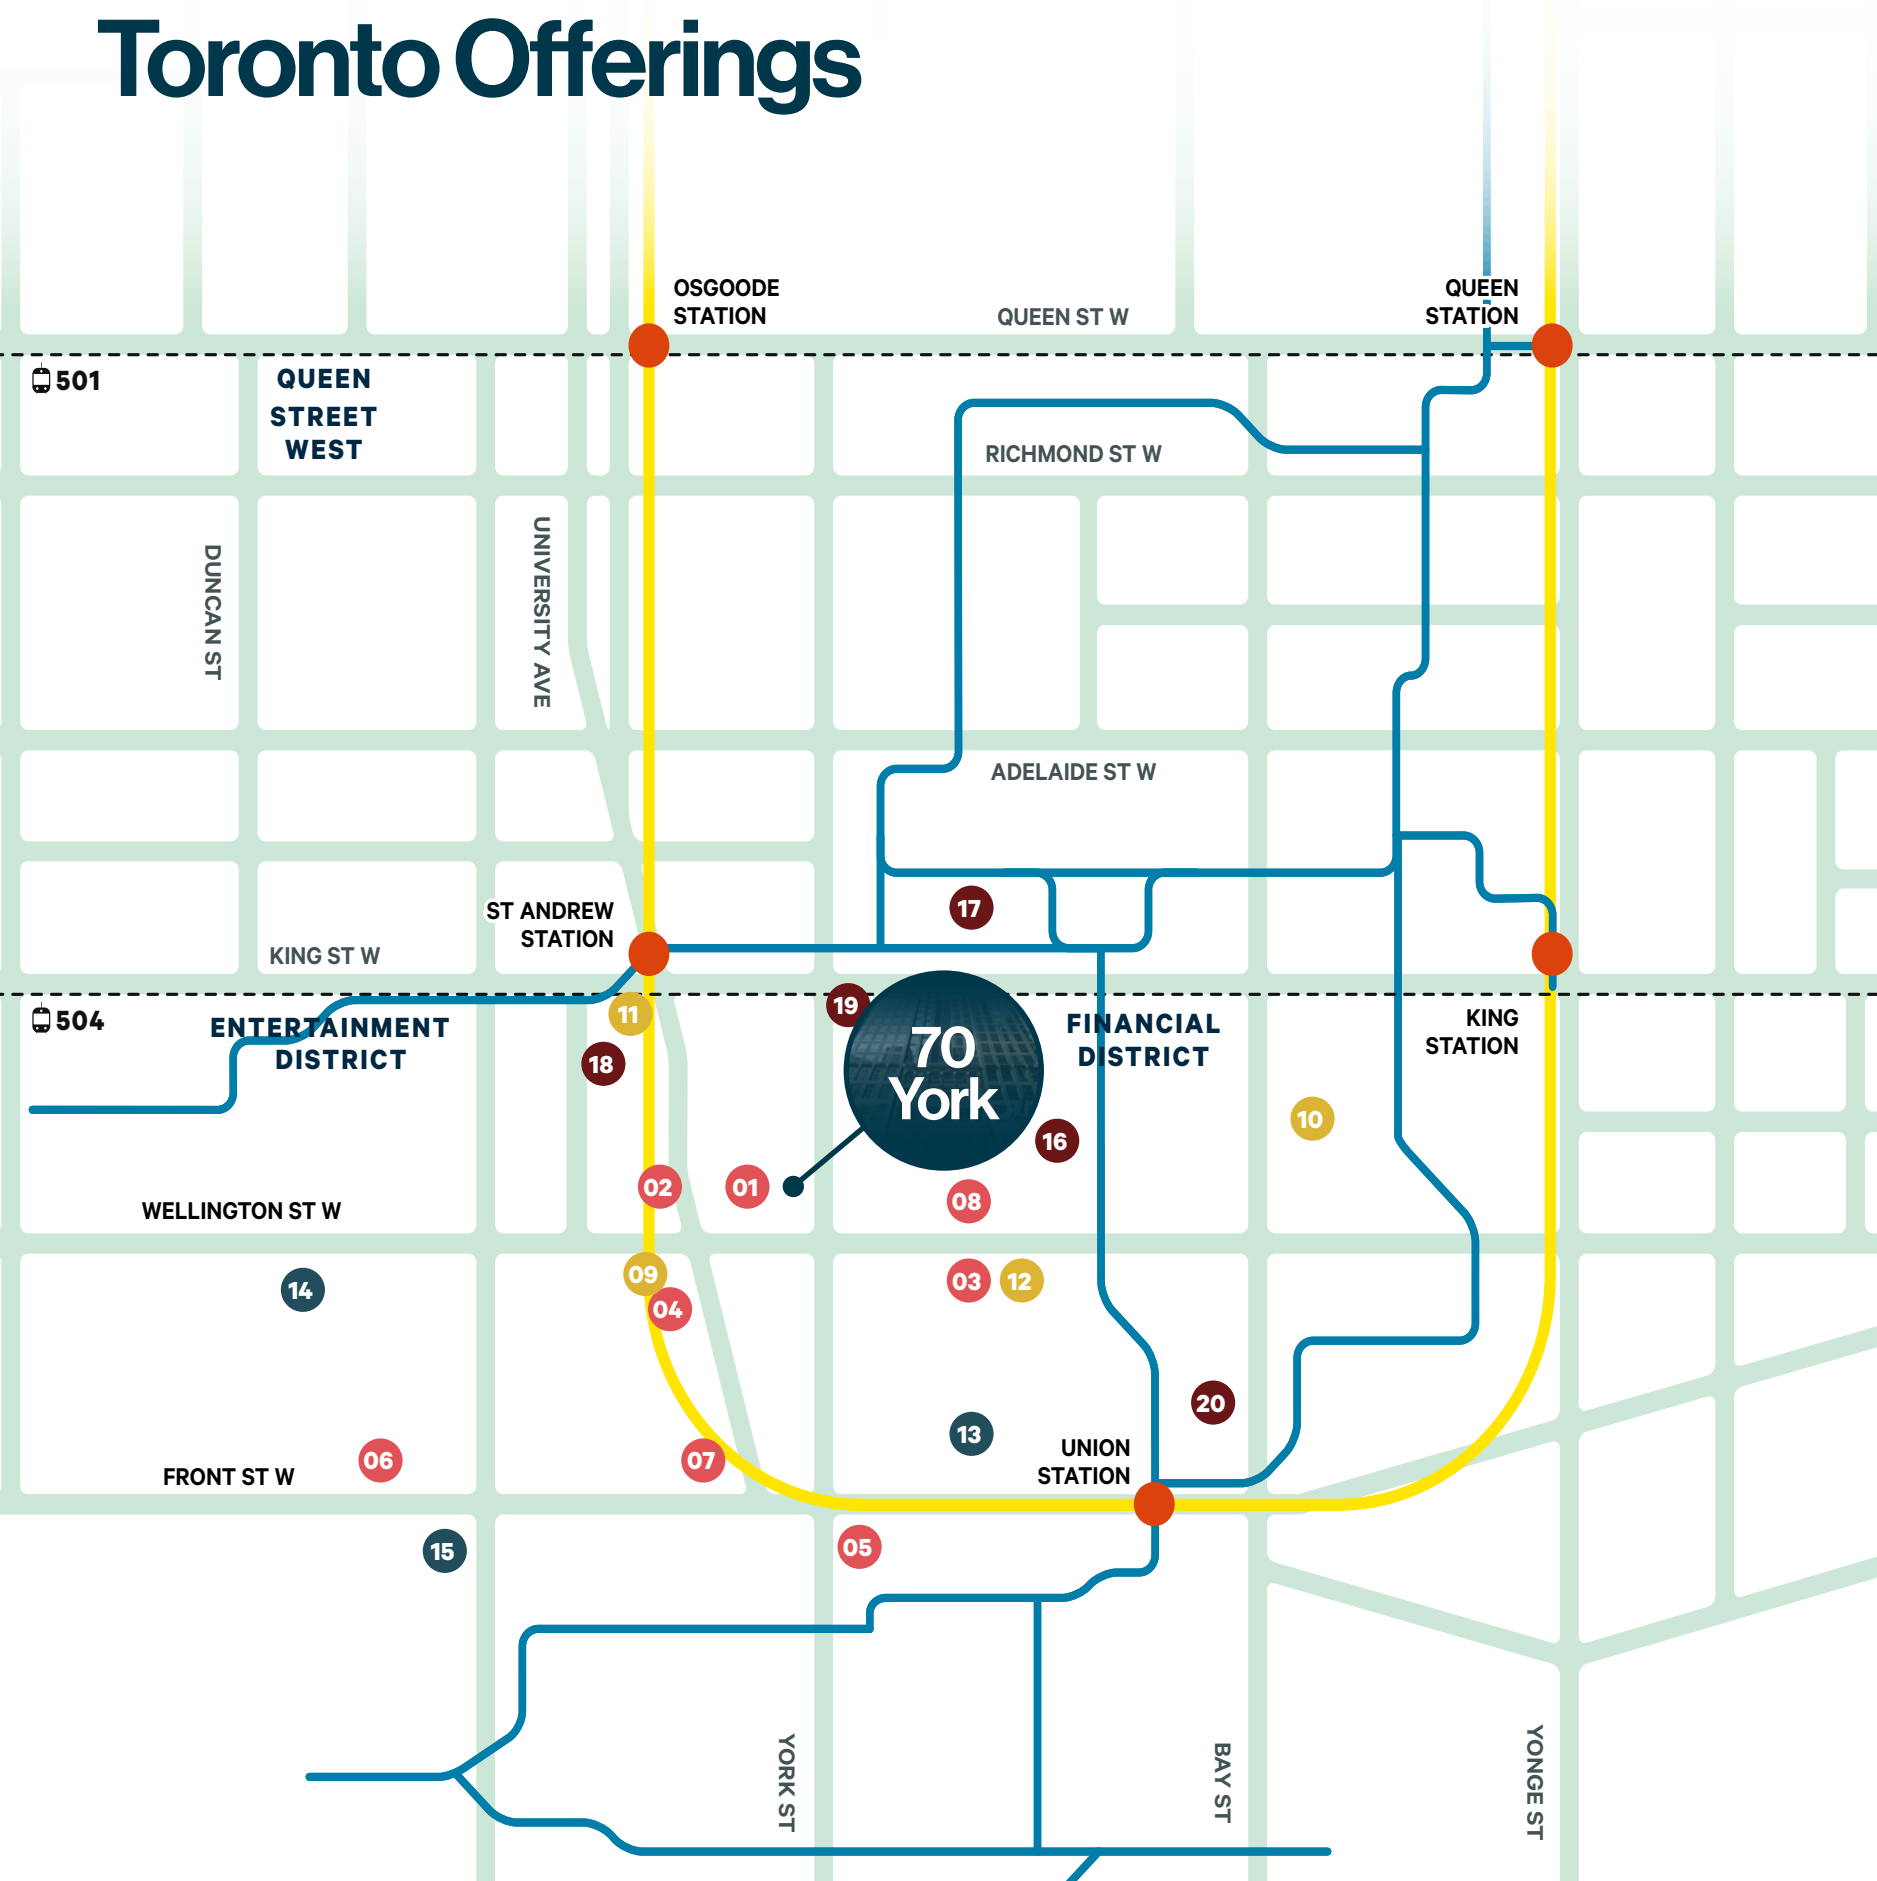 Toronto Offerings
OSGOODE
STATION
QUEEN ST W
QUEEN
STATION
501
QUEEN
STREET
WEST
RICHMOND ST W
DUNCAN ST
UNIVERSITY AVE
ADELAIDE ST W
17
ST ANDREW
STATION
KING ST W
504
ENTERTAINMENT
DISTRICT
11
18
19
70
York
FINANCIAL
DISTRICT
KING
STATION
10
16
02
01
08
WELLINGTON ST W
14
09
04
03
12
20
13
UNION
STATION
06
07
FRONT ST W
15
05
YORK ST
BAY ST
YONGE ST